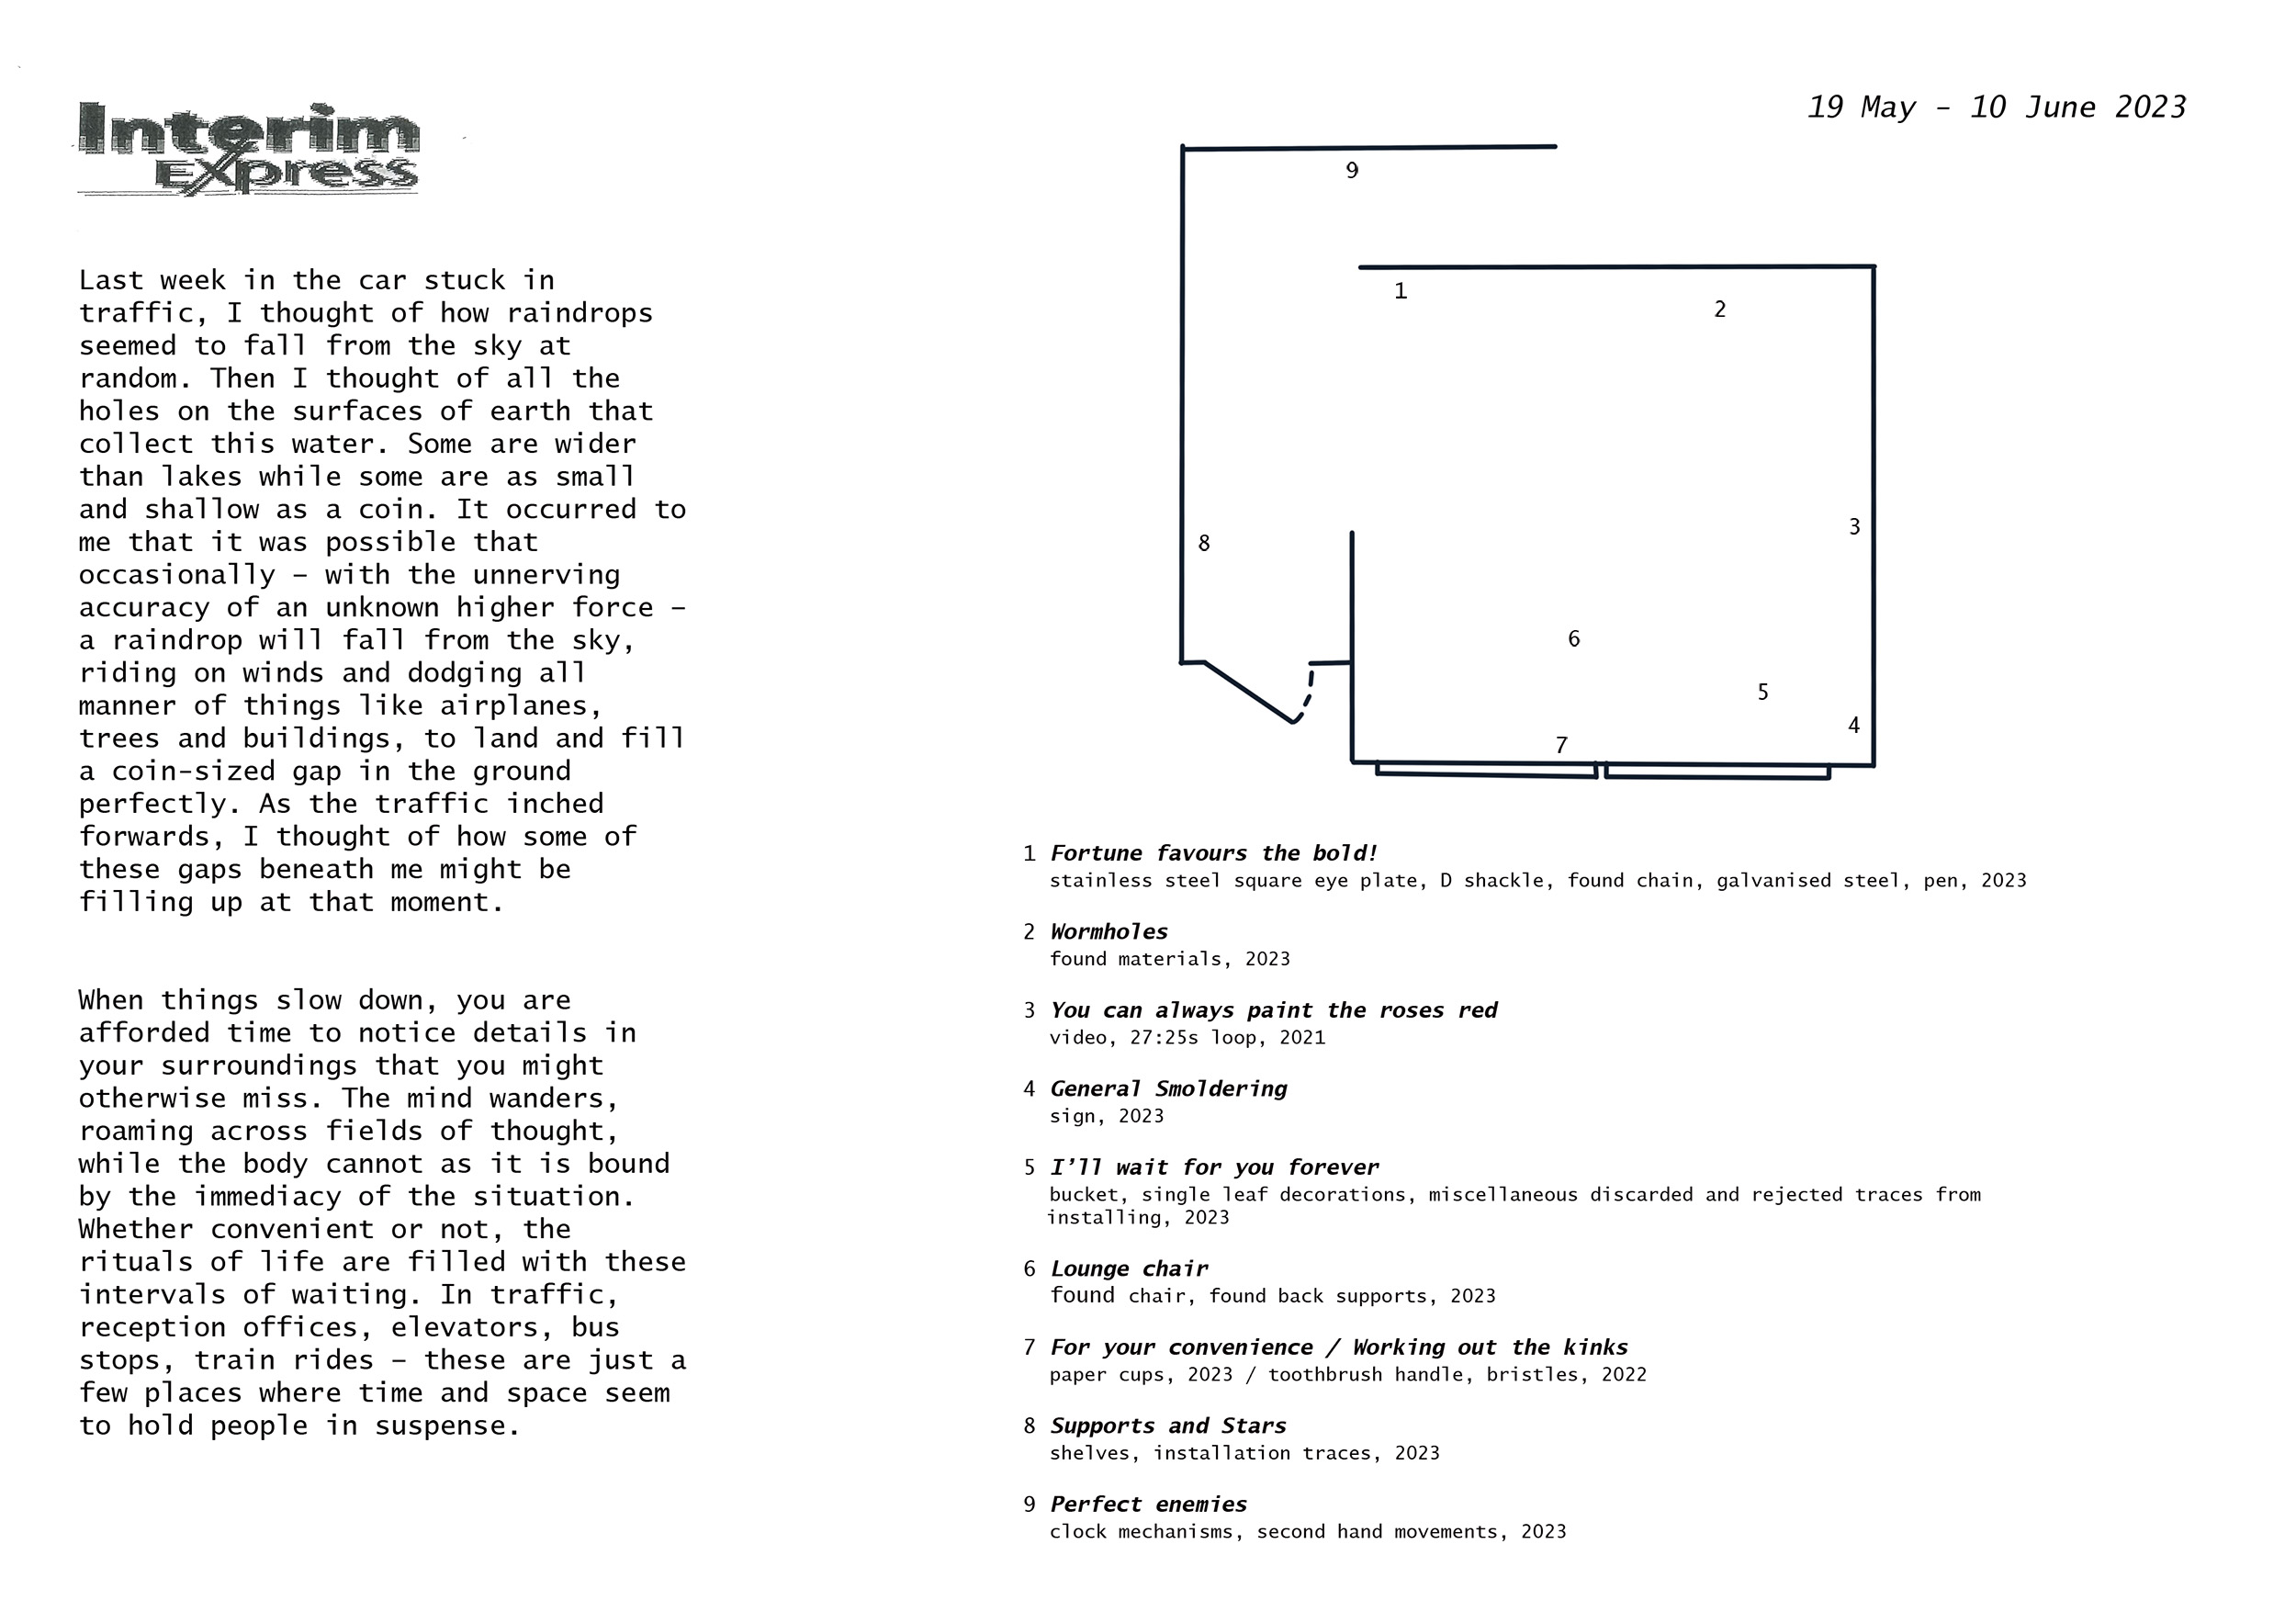 Interim
Express
Last week in the car stuck in
traffic, I thought of how raindrops
seemed to fall from the sky at
random. Then I thought of all the
holes on the surfaces of earth that
collect this water. Some are wider
than lakes while some are as small
and shallow as a coin. It occurred to
me that it was possible that
occasionally – with the unnerving
accuracy of an unknown higher force –
a raindrop will fall from the sky,
riding on winds and dodging all
manner of things like airplanes,
trees and buildings, to land and fill
a coin-sized gap in the ground
perfectly. As the traffic inched
forwards, I thought of how some of
these gaps beneath me might be
filling up at that moment.
When things slow down, you are
afforded time to notice details in
your surroundings that you might
otherwise miss. The mind wanders,
roaming across fields of thought,
while the body cannot as it is bound
by the immediacy of the situation.
Whether convenient or not, the
rituals of life are filled with these
intervals of waiting. In traffic,
reception offices, elevators, bus
stops, train rides – these are just a
few places where time and space seem
to hold people in suspense.
19 May – 10 June 2023
9
1
2
3
8
6
5
4
7
1 Fortune favours the bold!
stainless steel square eye plate, D shackle, found chain, galvanised steel, pen, 2023
2 Wormholes
found materials, 2023
3 You can always paint the roses red
video, 27:25s loop, 2021
4 General Smoldering
sign, 2023
5 I’ll wait for you forever
bucket, single leaf decorations, miscellaneous discarded and rejected traces from
installing, 2023
6 Lounge chair
found chair, found back supports, 2023
7 For your convenience / Working out the kinks
paper cups, 2023 / toothbrush handle, bristles, 2022
8 Supports and Stars
shelves, installation traces, 2023
9 Perfect enemies
clock mechanisms, second hand movements, 2023